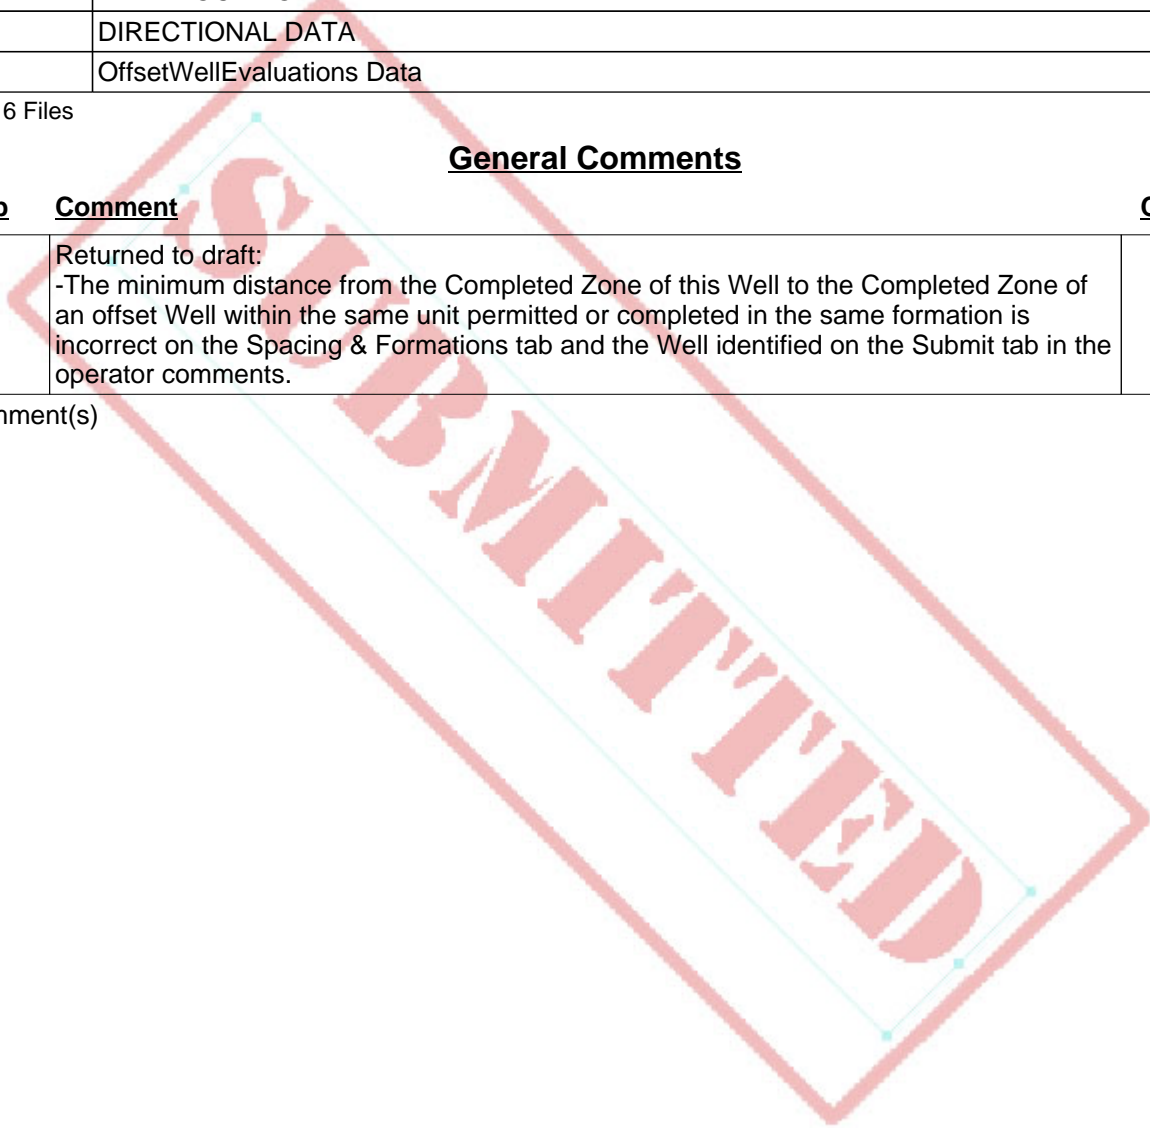 DIRECTIONAL DATA
OffsetWellEvaluations Data
6 Files
General Comments
Comment
Returned to draft:
-The minimum distance from the Completed Zone of this Well to the Completed Zone of
an offset Well within the same unit permitted or completed in the same formation is
incorrect on the Spacing & Formations tab and the Well identified on the Submit tab in the
operator comments.
mment(s)
SUBMITTED